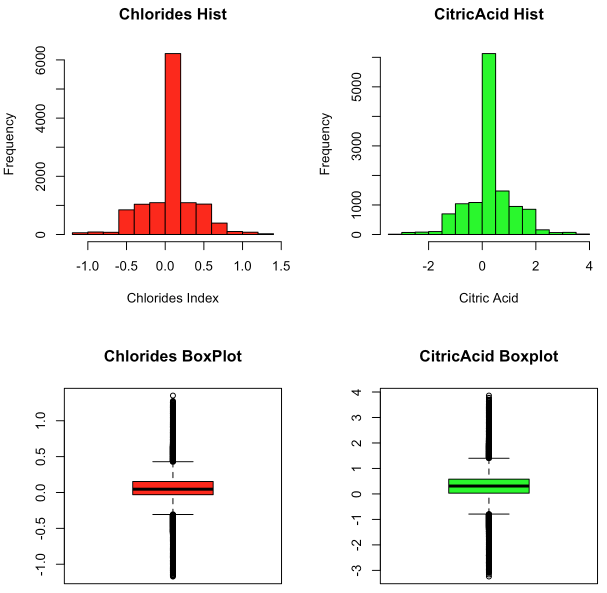 Chlorides Hist
Frequency
0
2000
4000
6000
-1.0 -0.5 0.0 0.5 1.0 1.5
Chlorides Index
CitricAcid Hist
Frequency
0
1000
3000
5000
-2 0 2 4
Citric Acid
Chlorides BoxPlot
-1.0
-0.5
0.0
0.5
1.0
CitricAcid Boxplot
-3
-2
-1
0
1
2
3
4